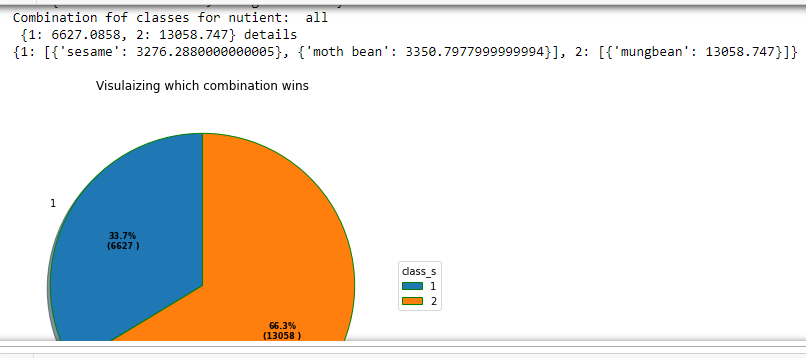 Combination fof classes for nutient:  all
{1: 6627.0858, 2: 13058.747} details
{1: [{'sesame': 3276.2880000000005}, {'moth bean': 3350.7977999999994}], 2: [{'mungbean': 13058.747}]}
Visulaizing which combination wins
1
33.7%
(6627 )
class_s
1
2
66.3%
(13058 )